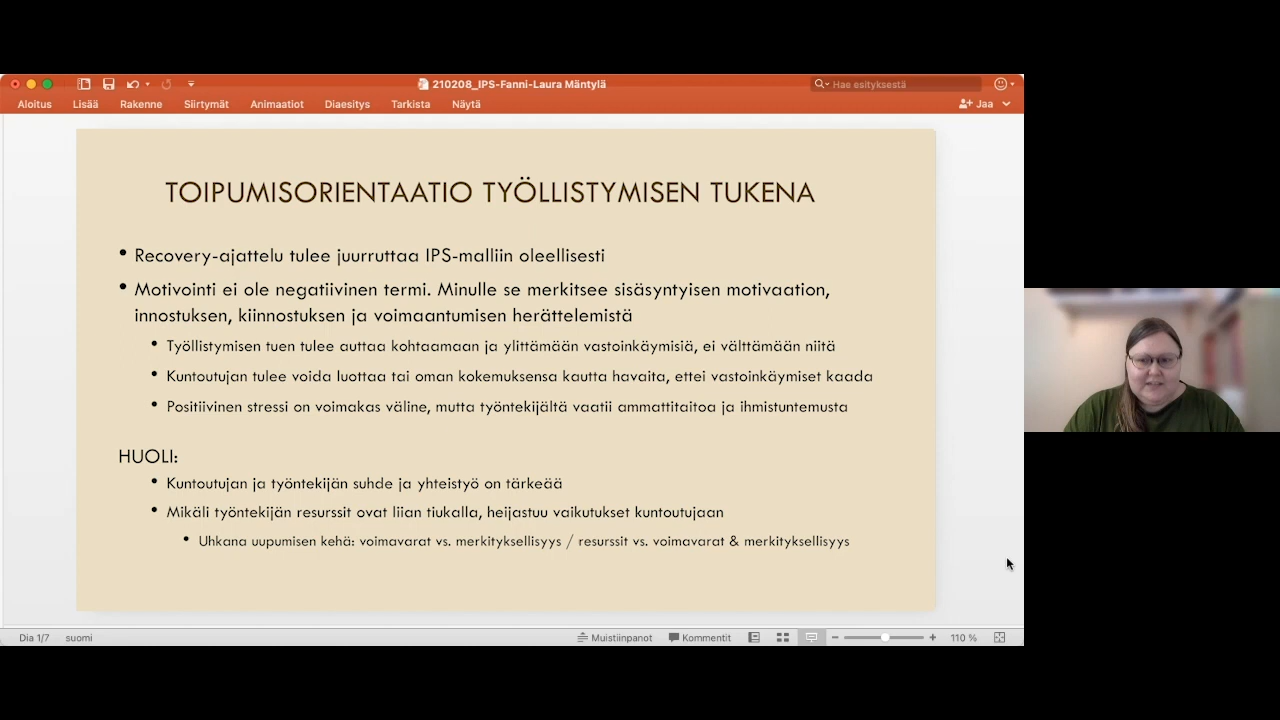 210208_IPS-Fanni-Laura Mäntylä
Hae esityksestä
Aloitus Lisää Rakenne Siirtymät Animaatiot Diaesitys Tarkista Näytä Jaa
TOIPUMISORIENTAATIO TYÖLLISTYMISEN TUKENA
• Recovery-ajattelu tulee juurruttaa IPS-malliin oleellisesti
• Motivointi ei ole negatiivinen termi. Minulle se merkitsee sisäsyntyisen motivaation,
innostuksen, kiinnostuksen ja voimaantumisen herättelemistä
• Työllistymisen tuen tulee auttaa kohtaamaan ja ylittämään vastoinkäymisiä, ei välttämään niitä
• Kuntoutujan tulee voida luottaa tai oman kokemuksensa kautta havaita, ettei vastoinkäymiset kaada
• Positiivinen stressi on voimakas väline, mutta työntekijältä vaatii ammattitaitoa ja ihmistuntemusta
HUOLI:
• Kuntoutujan ja työntekijän suhde ja yhteistyö on tärkeää
• Mikäli työntekijän resurssit ovat liian tiukalla, heijastuu vaikutukset kuntoutujaan
• Uhkana uupumisen kehä: voimavarat vs. merkityksellisyys / resurssit vs. voimavarat & merkityksellisyys
Dia 1/7 suomi Muistiinpanot Kommentit 110 %